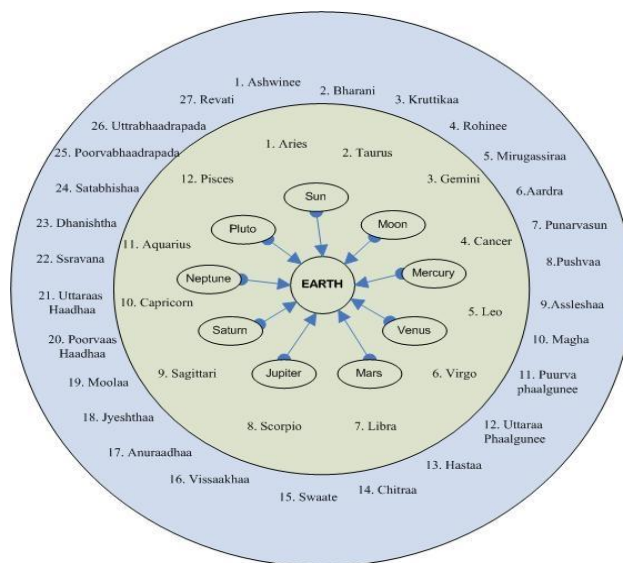 1. Ashwinee
2. Bharani
3. Kruttikaa
4. Rohinee
5. Mirugassiraa
6.Aardra
7. Punarvasun
8.Pushvaa
9.Assleshaa
10. Magha
11. Puurva
phaalgunee
12. Uttaraa
Phaalgunee
13. Hastaa
14. Chitraa
15. Swaate
16. Vissaakhaa
17. Anuraadhaa
18. Jyeshthaa
19. Moolaa
20. Poorvaas
Haadhaa
21. Uttaraas
Haadhaa
22. Ssravana
23. Dhanishtha
24. Satabhishaa
25. Poorvabhaadrapada
26. Uttrabhaadrapada
27. Revati
1. Aries
2. Taurus
3. Gemini
4. Cancer
5. Leo
6. Virgo
7. Libra
8. Scorpio
9. Sagittari
10. Capricorn
11. Aquarius
12. Pisces
Sun
Moon
Mercury
Venus
Mars
Jupiter
Saturn
Neptune
Pluto
EARTH